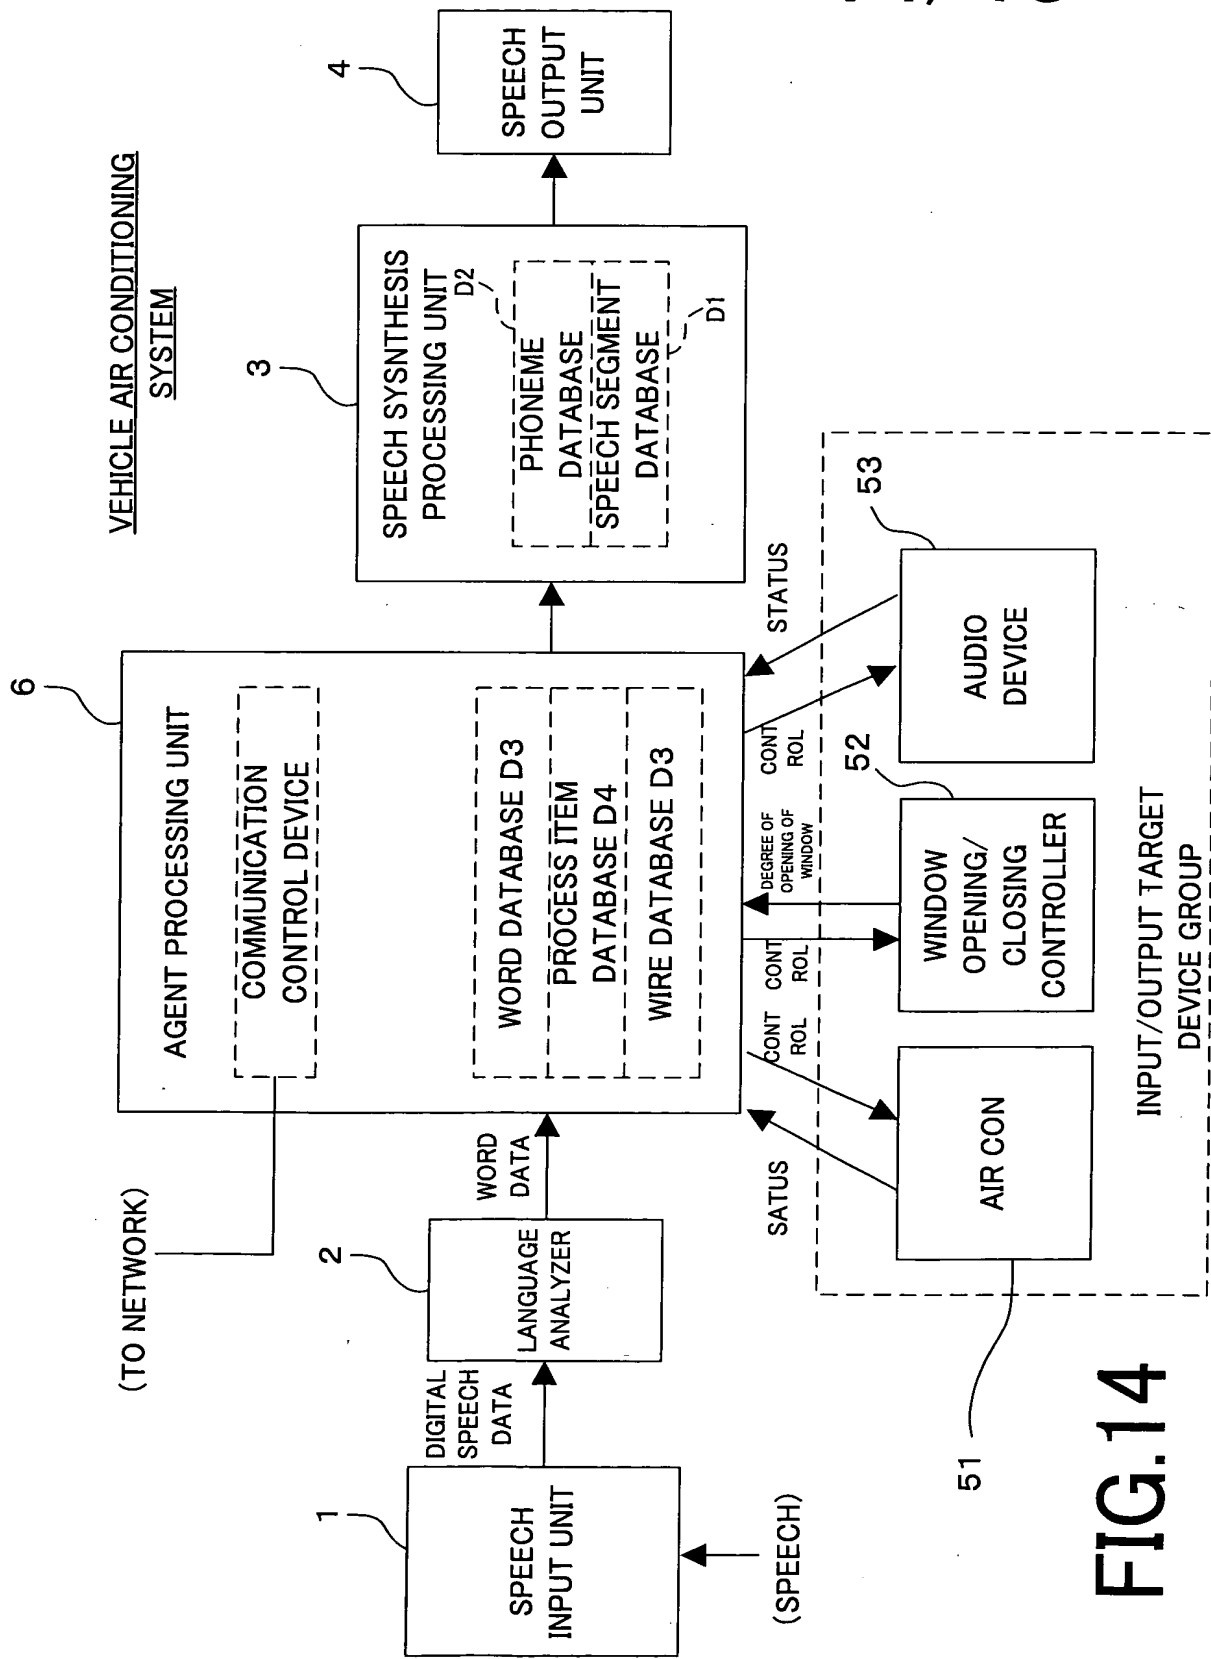 VEHICLE AIR CONDITIONING
SYSTEM
(TO NETWORK)
1
SPEECH
INPUT UNIT
(SPEECH)
DIGITAL
SPEECH
DATA
2
LANGUAGE
ANALYZER
WORD
DATA
6
AGENT PROCESSING UNIT
COMMUNICATION
CONTROL DEVICE
WORD DATABASE D3
PROCESS ITEM
DATABASE D4
WIRE DATABASE D3
3
SPEECH SYSNTHESIS
PROCESSING UNIT
D2
PHONEME
DATABASE
SPEECH SEGMENT
DATABASE
D1
4
SPEECH
OUTPUT
UNIT
SATUS
CONT
ROL
CONT
ROL
DEGREE OF
OPENING OF
WINDOW
CONT
ROL
STATUS
51
AIR CON
52
WINDOW
OPENING/
CLOSING
CONTROLLER
53
AUDIO
DEVICE
INPUT/OUTPUT TARGET
DEVICE GROUP
FIG.14